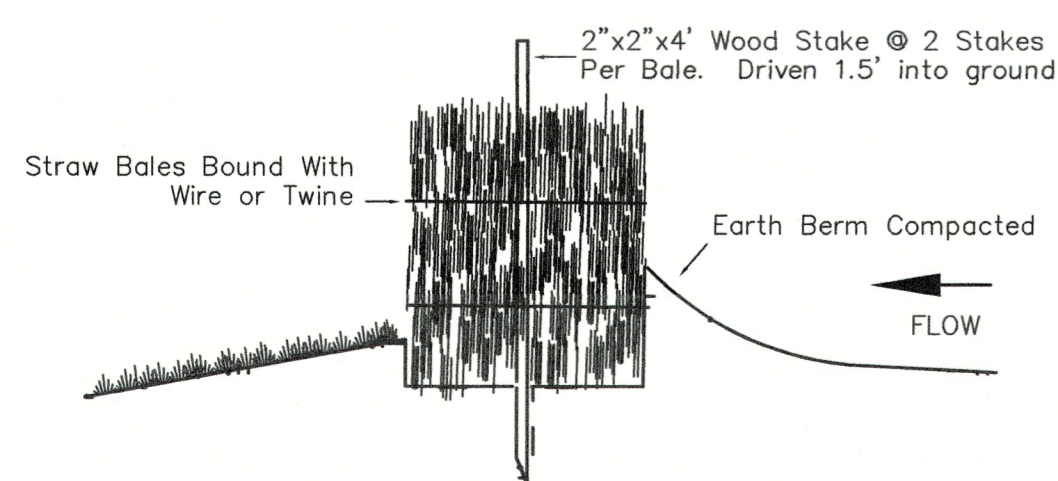 2"x2"x4' Wood Stake @ 2 Stakes
Per Bale. Driven 1.5' into ground
Straw Bales Bound With
Wire or Twine
Earth Berm Compacted
FLOW